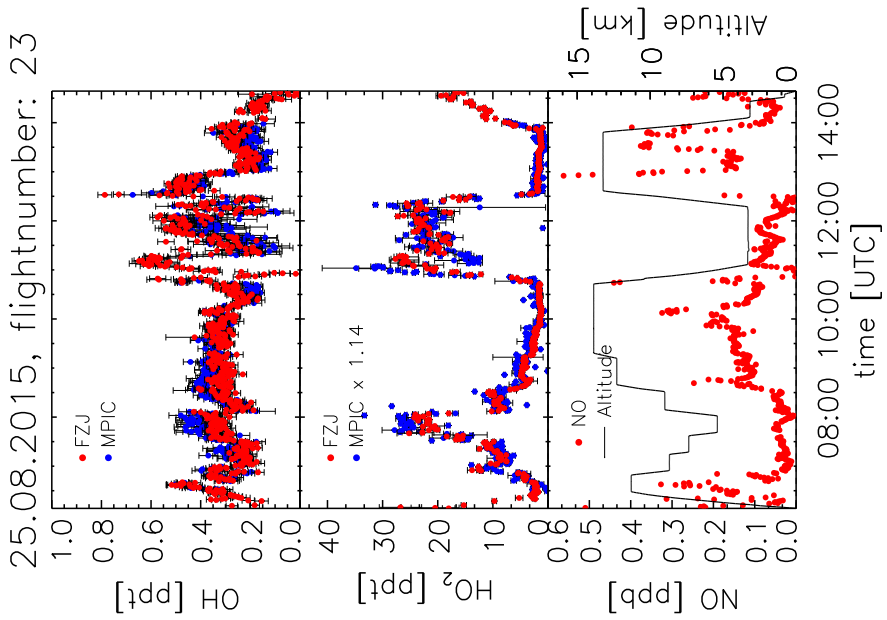 25.08.2015, flightnumber: 23
1.0
0.8
0.6
0.4
0.2
0.0
OH [ppt]
FZJ
MPIC
40
30
20
10
0
HO₂ [ppt]
FZJ
MPIC x 1.14
0.6
0.5
0.4
0.3
0.2
0.1
0.0
NO [ppb]
NO
Altitude
15
10
5
0
Altitude [km]
08:00 10:00 12:00 14:00
time [UTC]